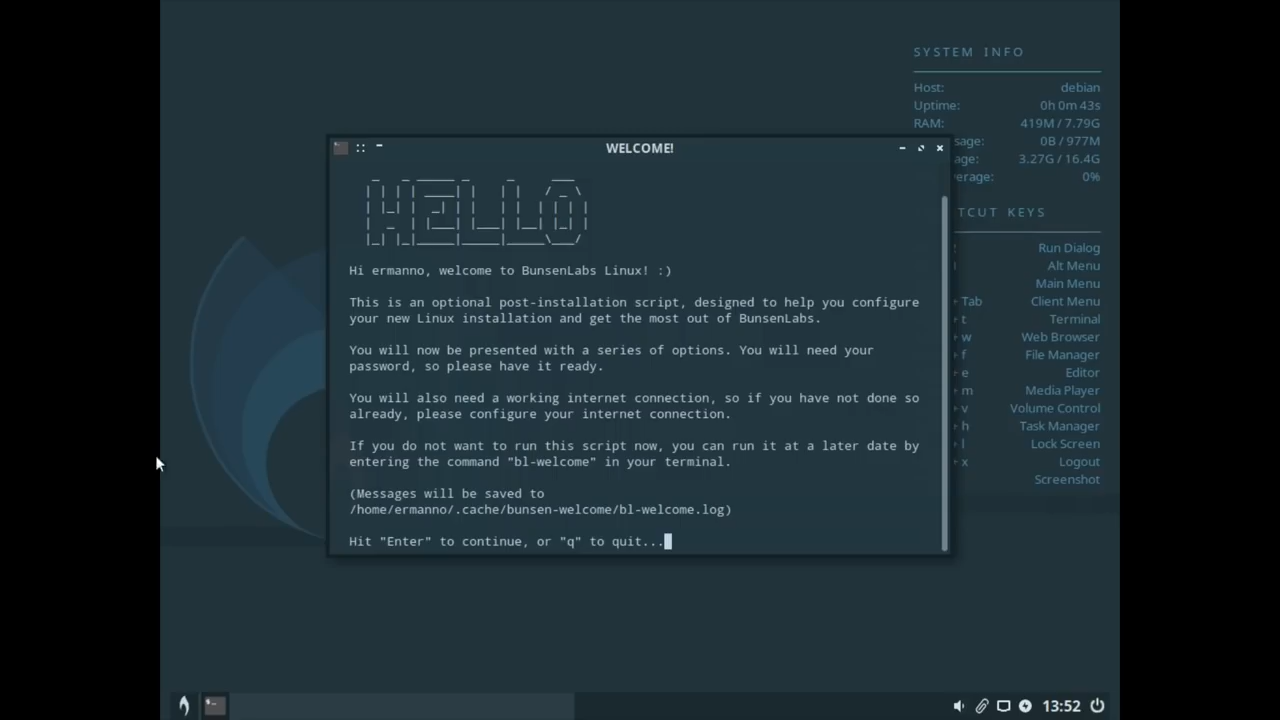 SYSTEM INFO
Host: debian
Uptime: 0h 0m 43s
RAM: 419M / 7.79G
sage: 0B / 977M
age: 3.27G / 16.4G
verage: 0%
WELCOME!
HELLO
Hi ermanno, welcome to BunsenLabs Linux! :)
This is an optional post-installation script, designed to help you configure
your new Linux installation and get the most out of BunsenLabs.
You will now be presented with a series of options. You will need your
password, so please have it ready.
You will also need a working internet connection, so if you have not done so
already, please configure your internet connection.
If you do not want to run this script now, you can run it at a later date by
entering the command "bl-welcome" in your terminal.
(Messages will be saved to
/home/ermanno/.cache/bunsen-welcome/bl-welcome.log)
Hit "Enter" to continue, or "q" to quit...
TCUT KEYS
Run Dialog
Alt Menu
Main Menu
+ Tab Client Menu
+ t Terminal
+ w Web Browser
+ f File Manager
+ e Editor
+ m Media Player
+ v Volume Control
+ h Task Manager
+ l Lock Screen
+ x Logout
Screenshot
13:52